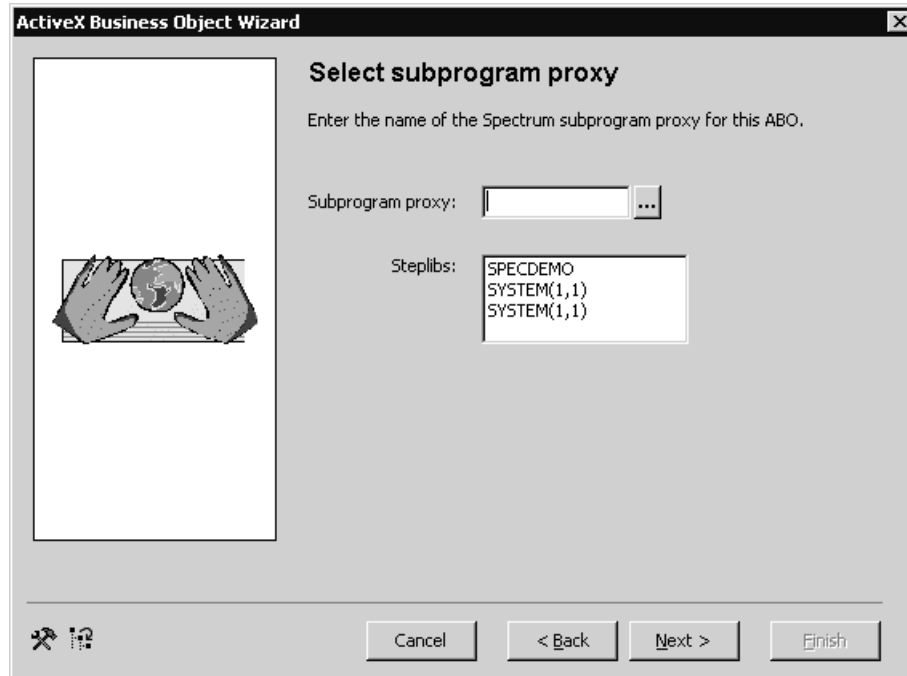 ActiveX Business Object Wizard
Select subprogram proxy
Enter the name of the Spectrum subprogram proxy for this ABO.
Subprogram proxy:
...
Steplibs:
SPECDEMO
SYSTEM(1,1)
SYSTEM(1,1)
Cancel
< Back
Next >
Finish